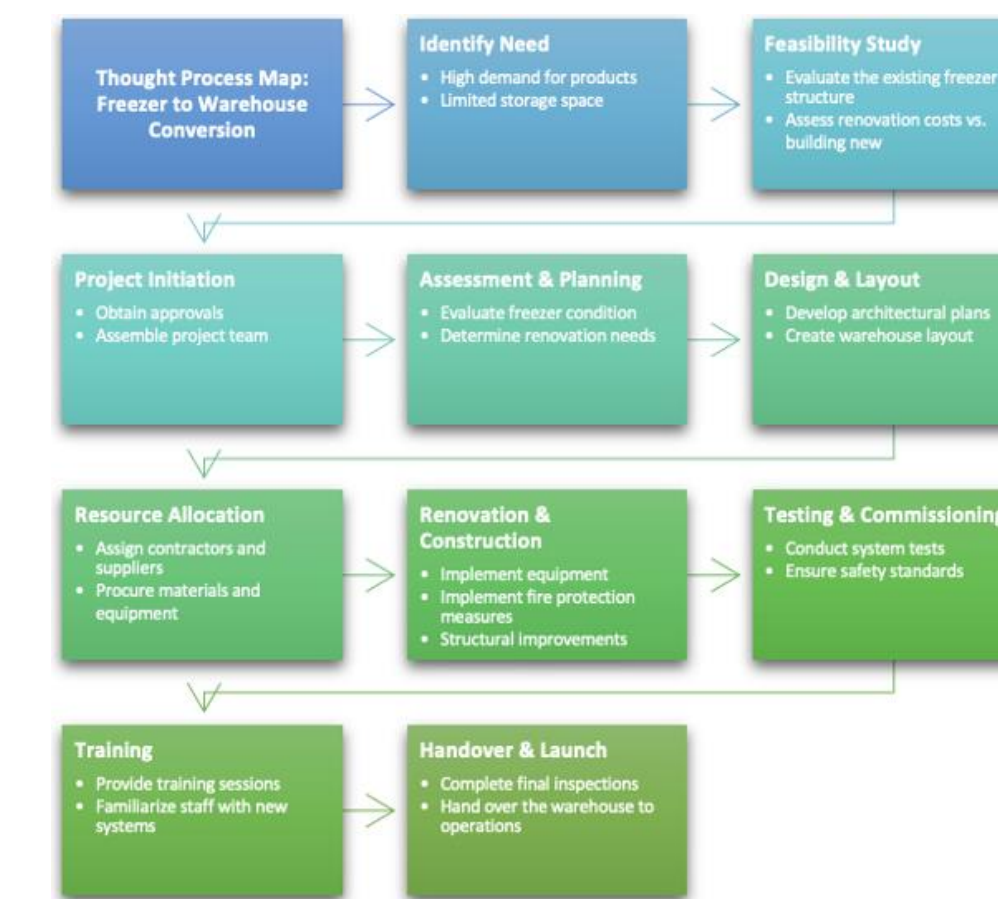 Thought Process Map:
Freezer to Warehouse
Conversion
Identify Need
• High demand for products
• Limited storage space
Feasibility Study
• Evaluate the existing freezer
structure
• Assess renovation costs vs.
building new
Project Initiation
• Obtain approvals
• Assemble project team
Assessment & Planning
• Evaluate freezer condition
• Determine renovation needs
Design & Layout
• Develop architectural plans
• Create warehouse layout
Resource Allocation
• Assign contractors and
suppliers
• Procure materials and
equipment
Renovation &
Construction
• Implement equipment
• Implement fire protection
measures
• Structural improvements
Testing & Commissioning
• Conduct system tests
• Ensure safety standards
Training
• Provide training sessions
• Familiarize staff with new
systems
Handover & Launch
• Complete final inspections
• Hand over the warehouse to
operations